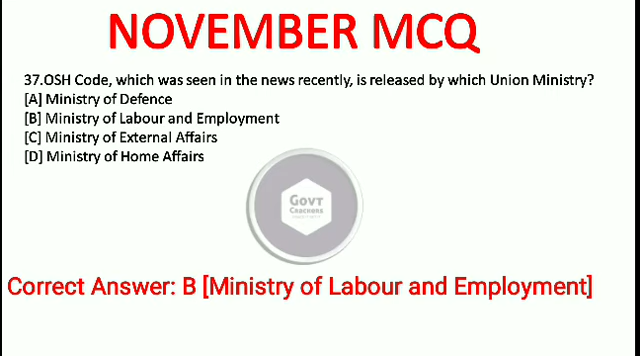 NOVEMBER MCQ
37.OSH Code, which was seen in the news recently, is released by which Union Ministry?
[A] Ministry of Defence
[B] Ministry of Labour and Employment
[C] Ministry of External Affairs
[D] Ministry of Home Affairs
GOVT
CRACKERS
Correct Answer: B [Ministry of Labour and Employment]